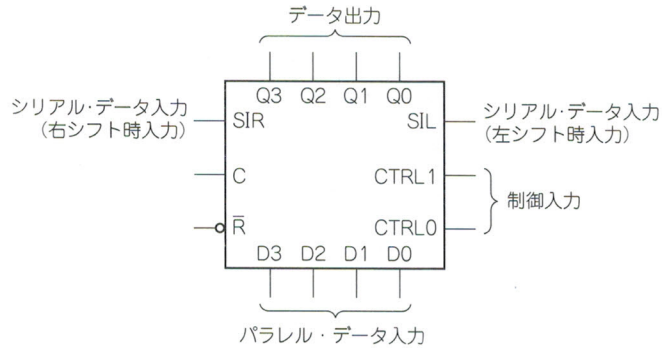 データ出力
Q3 Q2 Q1 Q0
シリアル・データ入力
(右シフト時入力)
SIR
SIL
シリアル・データ入力
(左シフト時入力)
C
CTRL1
制御入力
R̅
CTRL0
D3 D2 D1 D0
パラレル・データ入力